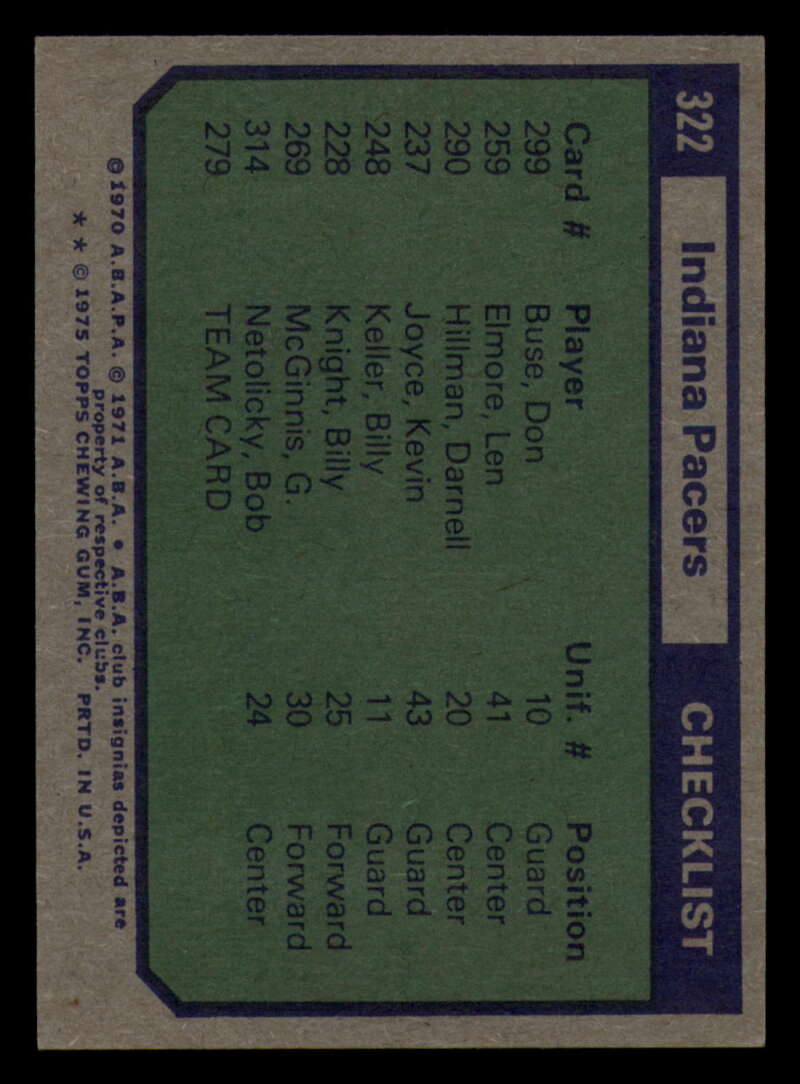 322 Indiana Pacers CHECKLIST
Card # Player Unif. # Position
299 Buse, Don 10 Guard
259 Elmore, Len 41 Center
290 Hillman, Darnell 20 Center
237 Joyce, Kevin 43 Guard
248 Keller, Billy 11 Guard
228 Knight, Billy 25 Forward
269 McGinnis, G. 30 Forward
314 Netolicky, Bob 24 Center
279 TEAM CARD
©1970 A.B.A.P.A. © 1971 A.B.A. • A.B.A. club insignias depicted are
property of respective clubs.
* * ©1975 TOPPS CHEWING GUM, INC. PRTD. IN U.S.A.